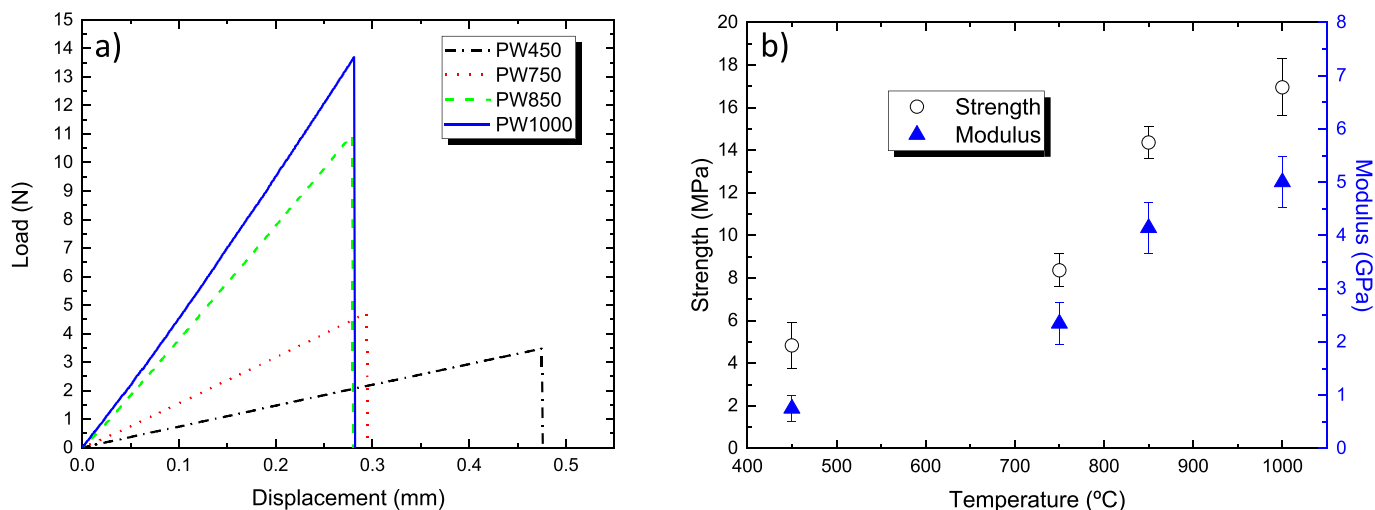 a)
PW450
PW750
PW850
PW1000
15
14
13
12
11
10
9
8
7
6
5
4
3
2
1
0
Load (N)
0.0 0.1 0.2 0.3 0.4 0.5
Displacement (mm)
b)
Strength
Modulus
20
18
16
14
12
10
8
6
4
2
0
Strength (MPa)
8
7
6
5
4
3
2
1
0
Modulus (GPa)
400 500 600 700 800 900 1000
Temperature (ºC)